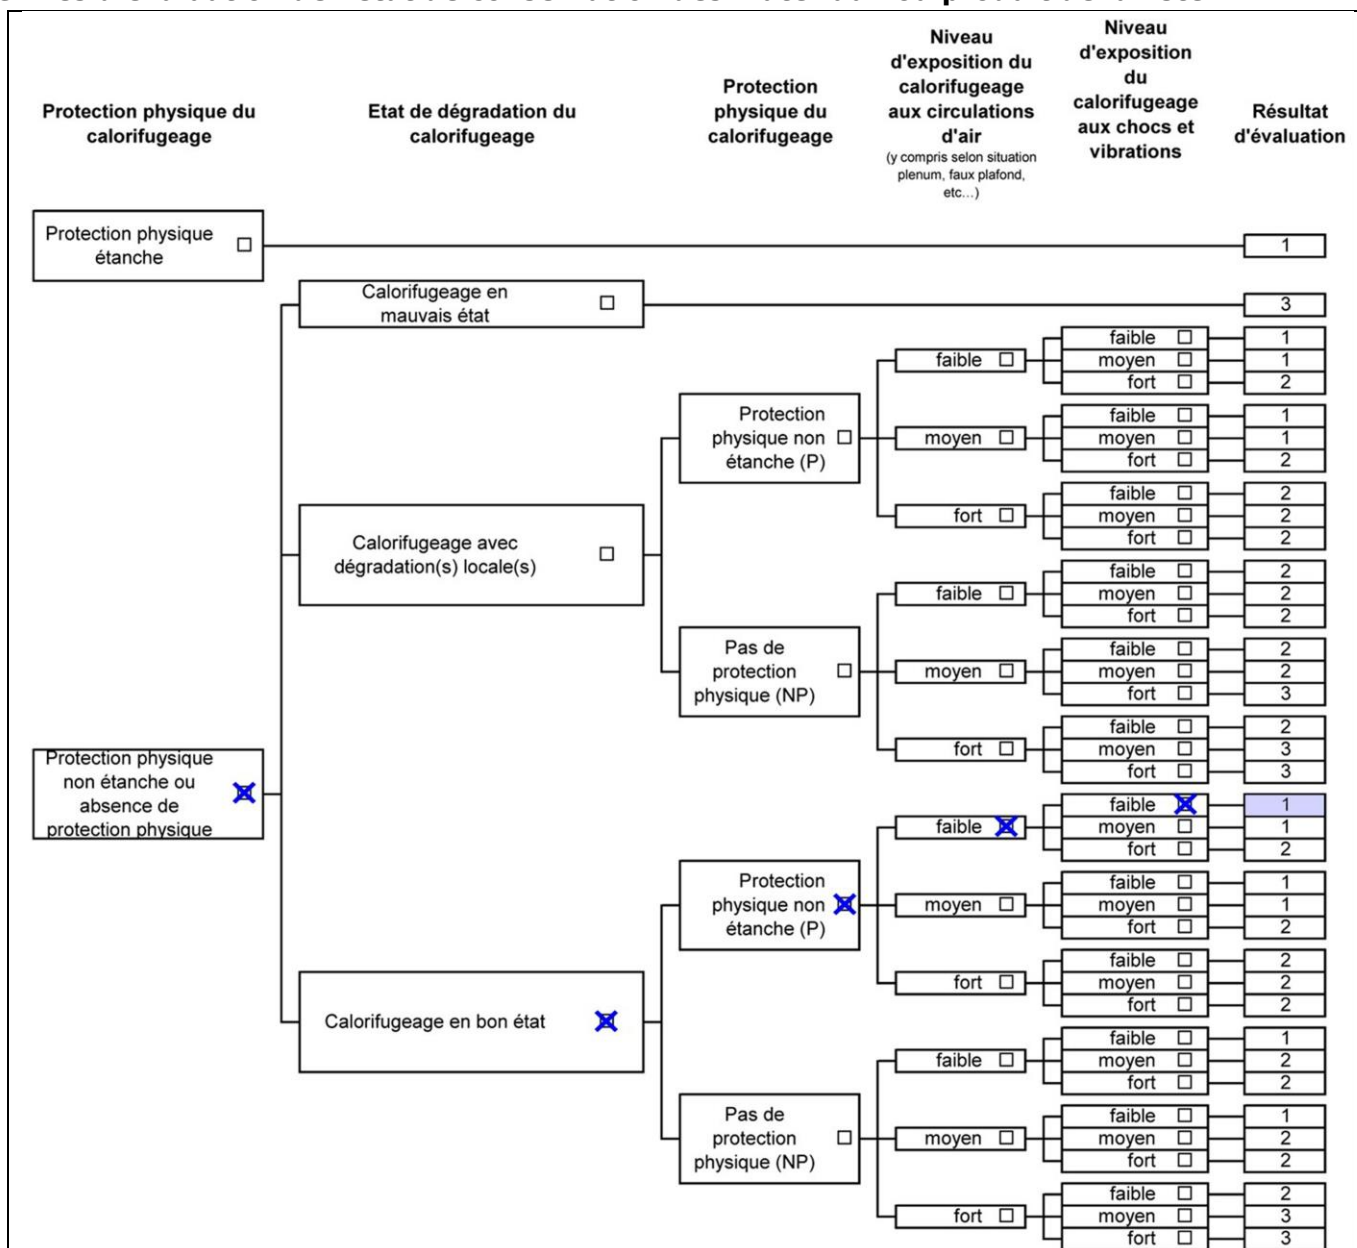 Protection physique du
calorifugeage
Etat de dégradation du
calorifugeage
Protection
physique du
calorifugeage
Niveau
d'exposition du
calorifugeage
aux circulations
d'air
(y compris selon situation
plenum, faux plafond,
etc...)
Niveau
d'exposition
du
calorifugeage
aux chocs et
vibrations
Résultat
d'évaluation
Protection physique
étanche
1
Calorifugeage en
mauvais état
3
Calorifugeage avec
dégradation(s) locale(s)
Protection
physique non
étanche (P)
faible
faible 1
moyen 1
fort 2
moyen
faible 1
moyen 1
fort 2
fort
faible 2
moyen 2
fort 2
Pas de
protection
physique (NP)
faible
faible 2
moyen 2
fort 2
moyen
faible 2
moyen 2
fort 3
fort
faible 2
moyen 3
fort 3
Protection physique
non étanche ou
absence de
protection physique
Calorifugeage en bon état
Protection
physique non
étanche (P)
faible
faible 1
moyen 1
fort 2
moyen
faible 1
moyen 1
fort 2
fort
faible 2
moyen 2
fort 2
Pas de
protection
physique (NP)
faible
faible 1
moyen 2
fort 2
moyen
faible 1
moyen 2
fort 2
fort
faible 2
moyen 3
fort 3